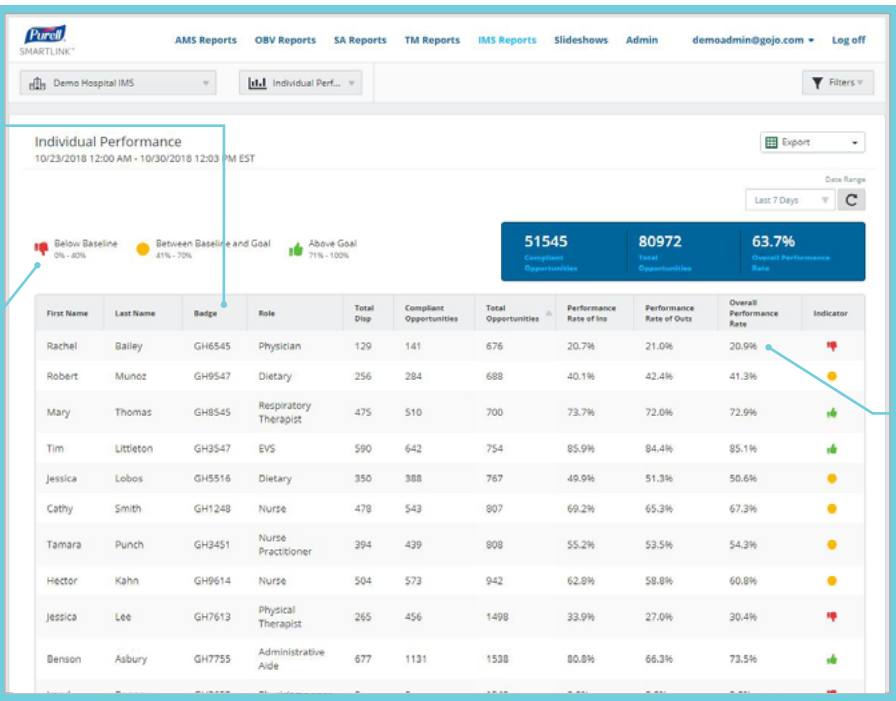 Purell
SMARTLINK™
AMS Reports OBV Reports SA Reports TM Reports IMS Reports Slideshows Admin demoadmin@gojo.com Log off
Demo Hospital IMS Individual Perf... Filters
Individual Performance
10/23/2018 12:00 AM - 10/30/2018 12:03 PM EST
Export
Date Range
Last 7 Days
Below Baseline
0% - 40%
Between Baseline and Goal
41% - 70%
Above Goal
71% - 100%
51545
Compliant
Opportunities
80972
Total
Opportunities
63.7%
Overall Performance
Rate
First Name Last Name Badge Role Total Disp Compliant Opportunities Total Opportunities Performance Rate of Ins Performance Rate of Outs Overall Performance Rate Indicator
Rachel Bailey GH6545 Physician 129 141 676 20.7% 21.0% 20.9%
Robert Munoz GH9547 Dietary 256 284 688 40.1% 42.4% 41.3%
Mary Thomas GH8545 Respiratory Therapist 475 510 700 73.7% 72.0% 72.9%
Tim Littleton GH3547 EVS 590 642 754 85.9% 84.4% 85.1%
Jessica Lobos GH5516 Dietary 350 388 767 49.9% 51.3% 50.6%
Cathy Smith GH1248 Nurse 478 543 807 69.2% 65.3% 67.3%
Tamara Punch GH3451 Nurse Practitioner 394 439 808 55.2% 53.5% 54.3%
Hector Kahn GH9614 Nurse 504 573 942 62.8% 58.8% 60.8%
Jessica Lee GH7613 Physical Therapist 265 456 1498 33.9% 27.0% 30.4%
Benson Asbury GH7755 Administrative Aide 677 1131 1538 80.8% 66.3% 73.5%